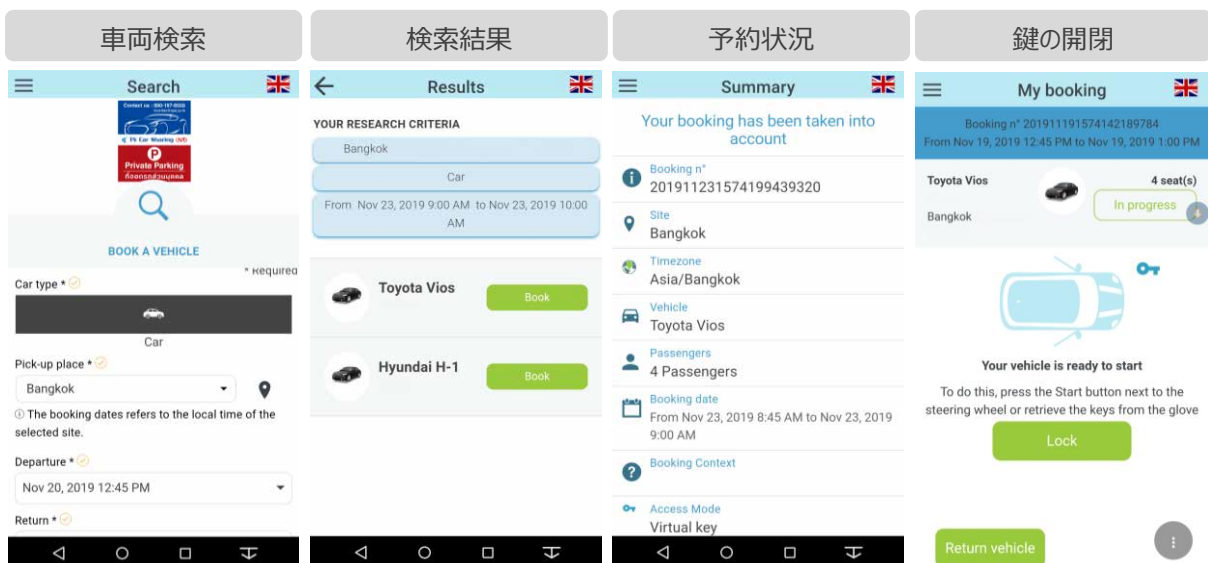 車両検索
検索結果
予約状況
鍵の開閉
Search
Private Parking
BOOK A VEHICLE
* Required
Car type *
Car
Pick-up place *
Bangkok
The booking dates refers to the local time of the
selected site.
Departure *
Nov 20, 2019 12:45 PM
Return *
Results
YOUR RESEARCH CRITERIA
Bangkok
Car
From Nov 23, 2019 9:00 AM to Nov 23, 2019 10:00
AM
Toyota Vios
Book
Hyundai H-1
Book
Summary
Your booking has been taken into
account
Booking n°
201911231574199439320
Site
Bangkok
Timezone
Asia/Bangkok
Vehicle
Toyota Vios
Passengers
4 Passengers
Booking date
From Nov 23, 2019 8:45 AM to Nov 23, 2019
9:00 AM
Booking Context
Access Mode
Virtual key
My booking
Booking n° 201911191574142189784
From Nov 19, 2019 12:45 PM to Nov 19, 2019 1:00 PM
Toyota Vios
4 seat(s)
Bangkok
In progress
Your vehicle is ready to start
To do this, press the Start button next to the
steering wheel or retrieve the keys from the glove
Lock
Return vehicle